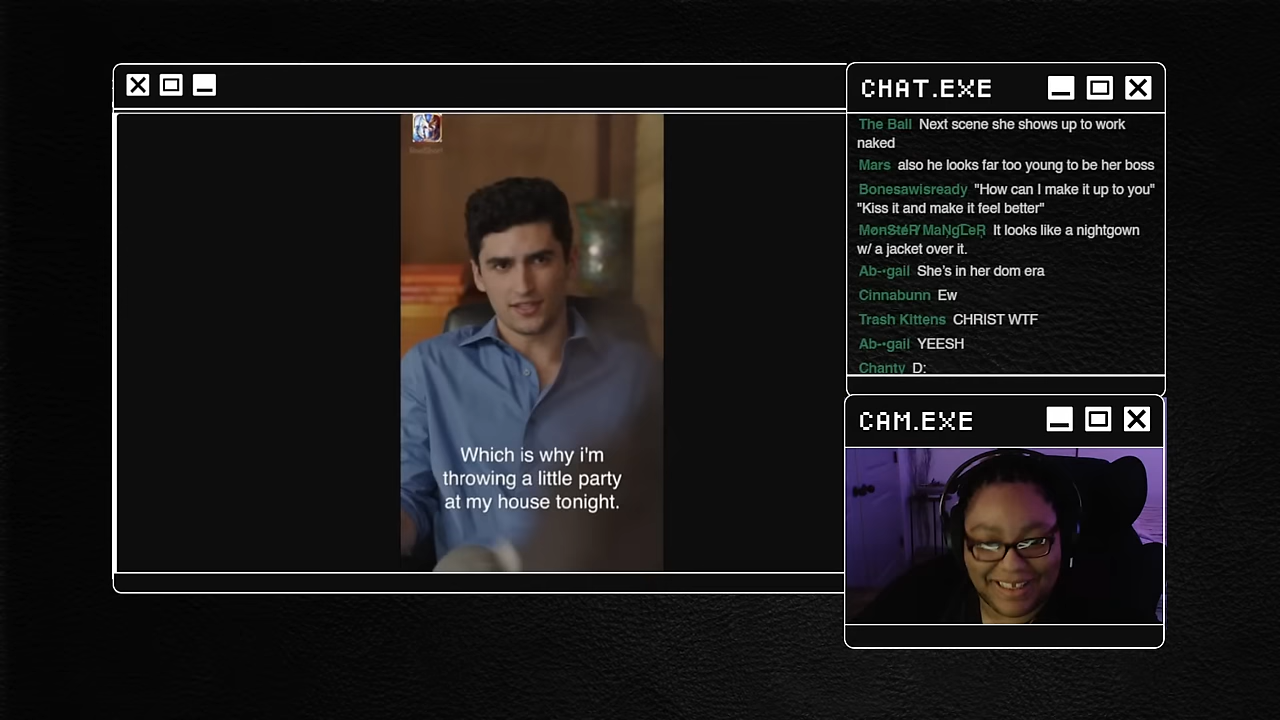 CHAT.EXE
The Ball Next scene she shows up to work
naked
Mars also he looks far too young to be her boss
Bonesawisready "How can I make it up to you"
"Kiss it and make it feel better"
MonSteR MaNgLeR It looks like a nightgown
w/ a jacket over it.
Ab-•gail She's in her dom era
Cinnabunn Ew
Trash Kittens CHRIST WTF
Ab-•gail YEESH
Chanty D:
Which is why i'm
throwing a little party
at my house tonight.
CAM.EXE